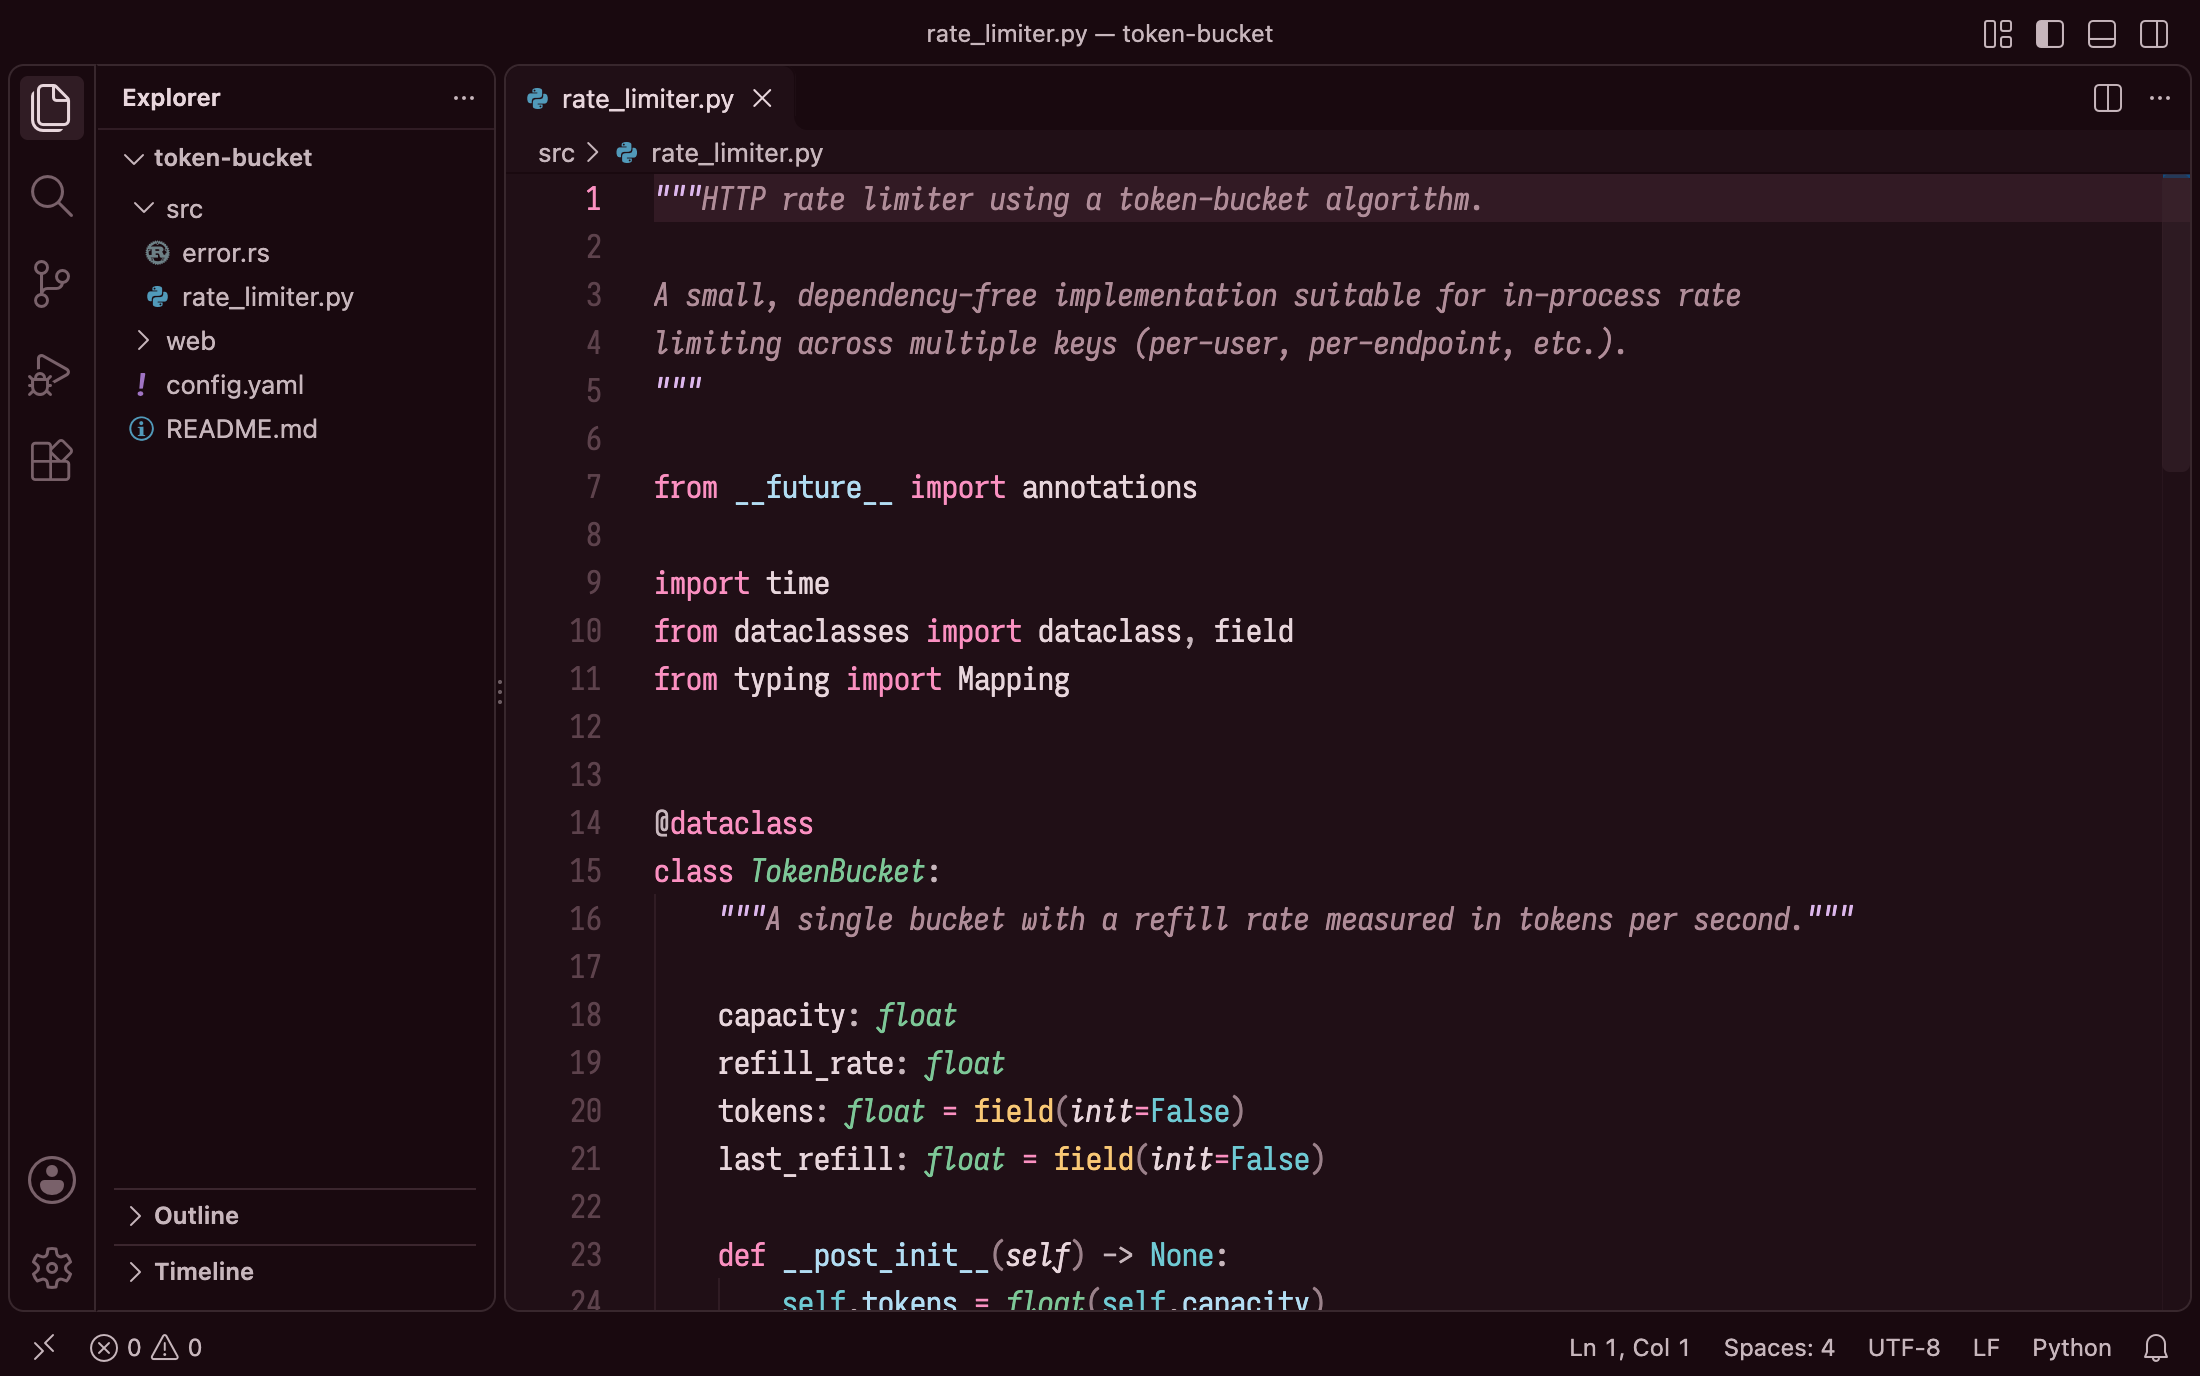 rate_limiter.py — token-bucket
Explorer
token-bucket
src
error.rs
rate_limiter.py
web
config.yaml
README.md
Outline
Timeline
rate_limiter.py
src > rate_limiter.py
1 """HTTP rate limiter using a token-bucket algorithm.
2
3 A small, dependency-free implementation suitable for in-process rate
4 limiting across multiple keys (per-user, per-endpoint, etc.).
5 """
6
7 from __future__ import annotations
8
9 import time
10 from dataclasses import dataclass, field
11 from typing import Mapping
12
13
14 @dataclass
15 class TokenBucket:
16     """A single bucket with a refill rate measured in tokens per second."""
17
18     capacity: float
19     refill_rate: float
20     tokens: float = field(init=False)
21     last_refill: float = field(init=False)
22
23     def __post_init__(self) -> None:
24         self.tokens = float(self.capacity)
0 0
Ln 1, Col 1 Spaces: 4 UTF-8 LF Python